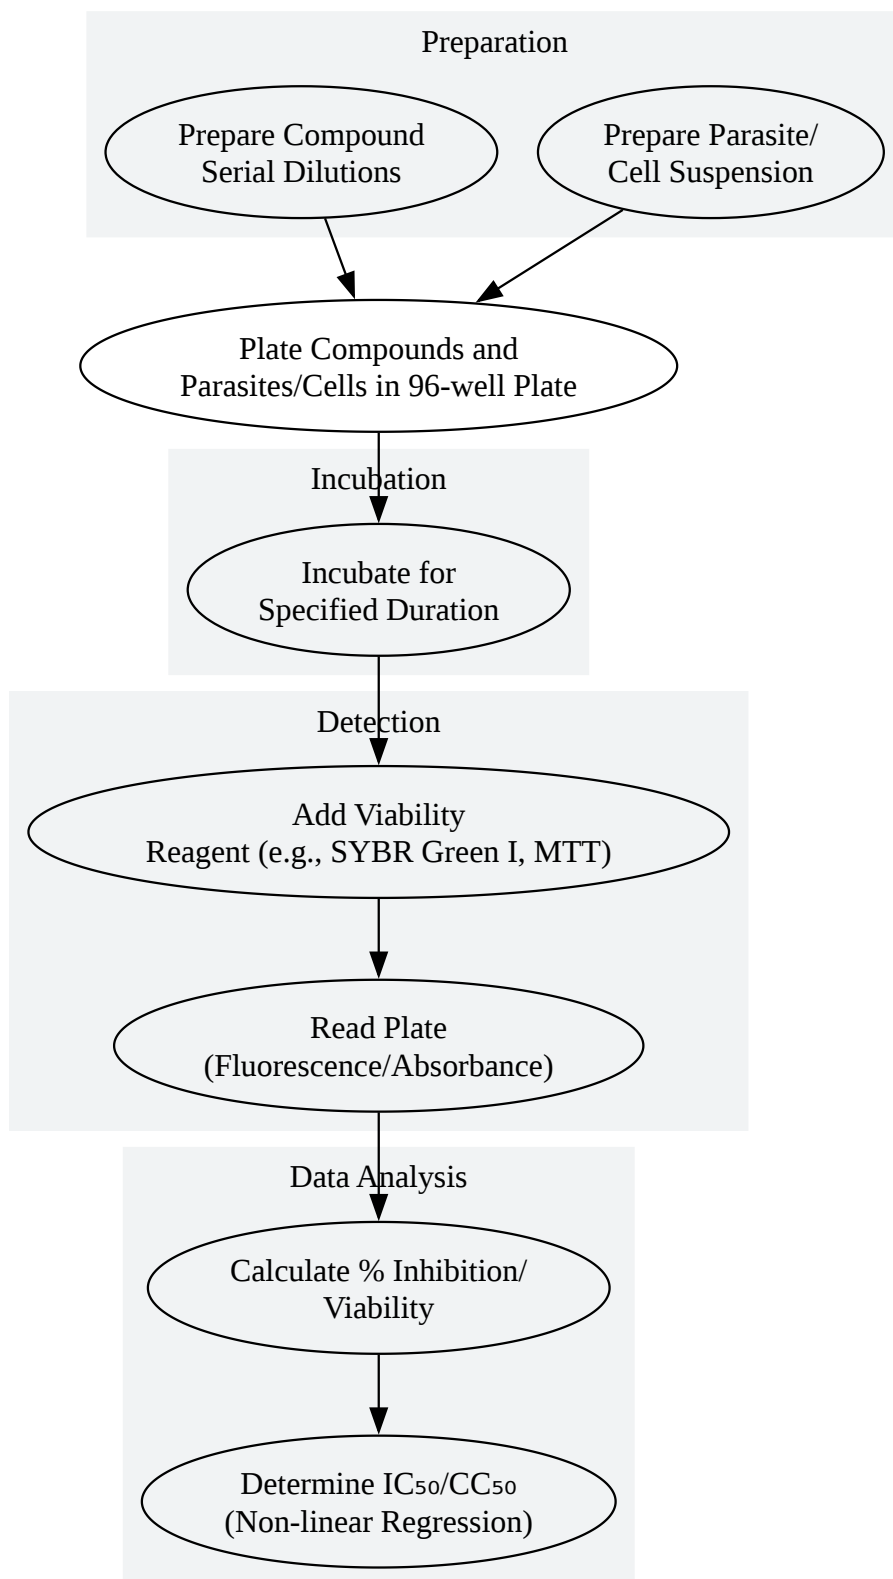 Preparation
Prepare Compound
Serial Dilutions
Prepare Parasite/
Cell Suspension
Plate Compounds and
Parasites/Cells in 96-well Plate
Incubation
Incubate for
Specified Duration
Detection
Add Viability
Reagent (e.g., SYBR Green I, MTT)
Read Plate
(Fluorescence/Absorbance)
Data Analysis
Calculate % Inhibition/
Viability
Determine IC₅₀/CC₅₀
(Non-linear Regression)